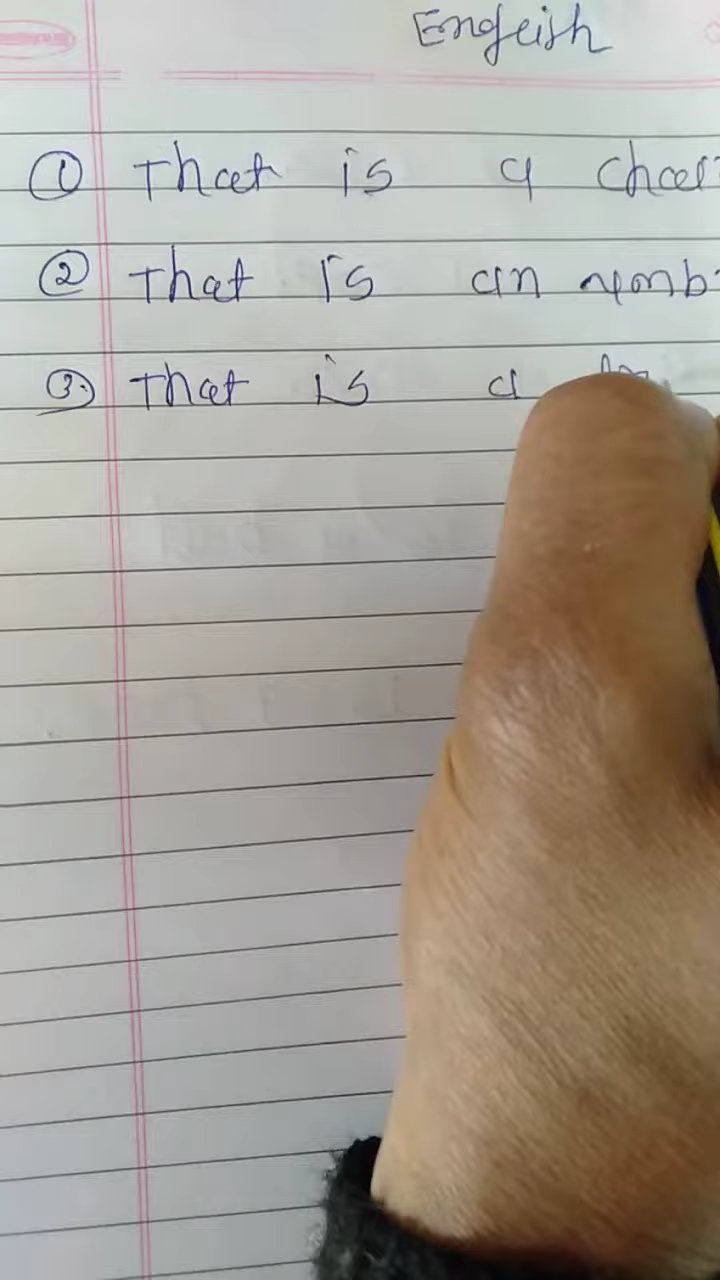 English
① That is a
② That is an
③ That is a